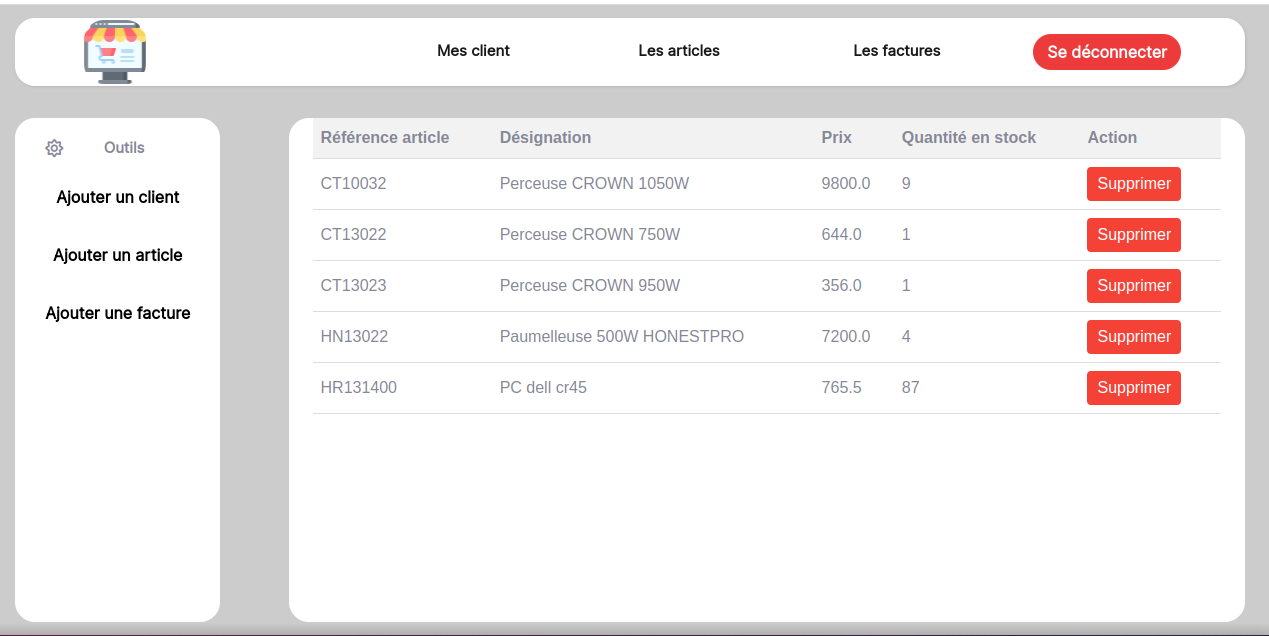 Mes client Les articles Les factures Se déconnecter
Outils
Ajouter un client
Ajouter un article
Ajouter une facture
Référence article Désignation Prix Quantité en stock Action
CT10032 Perceuse CROWN 1050W 9800.0 9 Supprimer
CT13022 Perceuse CROWN 750W 644.0 1 Supprimer
CT13023 Perceuse CROWN 950W 356.0 1 Supprimer
HN13022 Paumelleuse 500W HONESTPRO 7200.0 4 Supprimer
HR131400 PC dell cr45 765.5 87 Supprimer